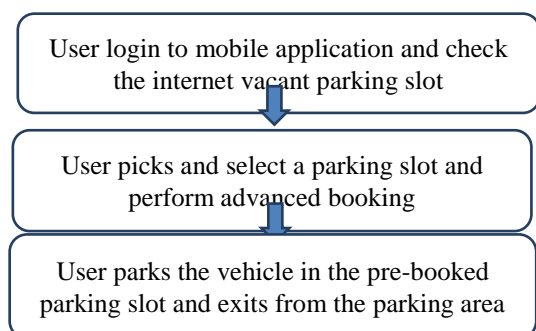 User login to mobile application and check
the internet vacant parking slot
User picks and select a parking slot and
perform advanced booking
User parks the vehicle in the pre-booked
parking slot and exits from the parking area